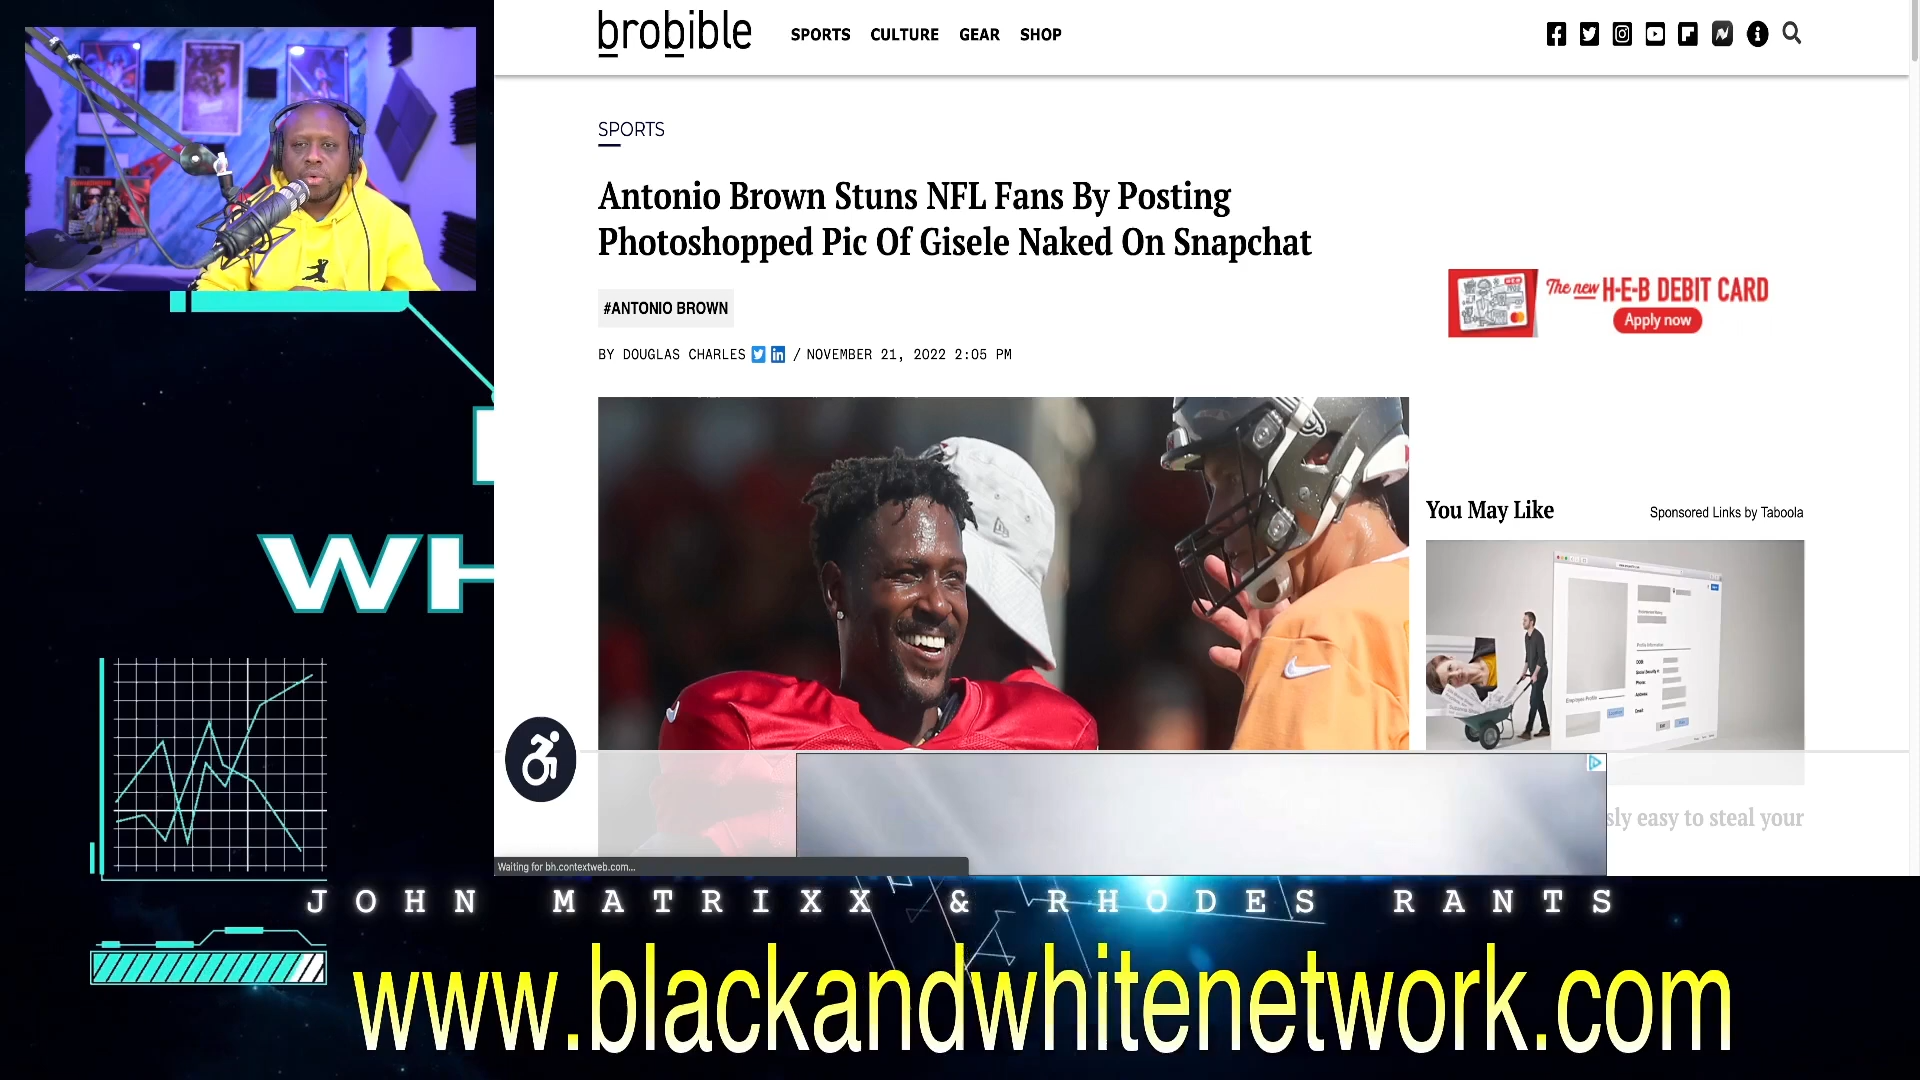 brobible
SPORTS CULTURE GEAR SHOP
SPORTS
Antonio Brown Stuns NFL Fans By Posting
Photoshopped Pic Of Gisele Naked On Snapchat
#ANTONIO BROWN
BY DOUGLAS CHARLES / NOVEMBER 21, 2022 2:05 PM
The new H-E-B DEBIT CARD
Apply now
You May Like
Sponsored Links by Taboola
sly easy to steal your
WH
Waiting for bh.contextweb.com...
JOHN MATRIXX & RHODES RANTS
www.blackandwhitenetwork.com